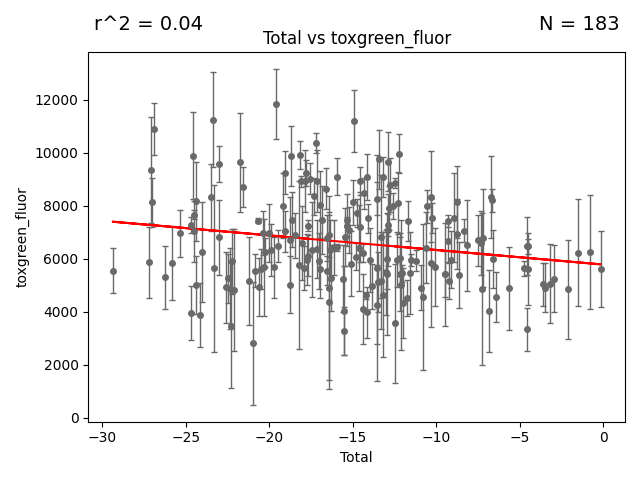 r^2 = 0.04
N = 183
Total vs toxgreen_fluor
12000
10000
8000
6000
4000
2000
0
toxgreen_fluor
−30
−25
−20
−15
−10
−5
0
Total